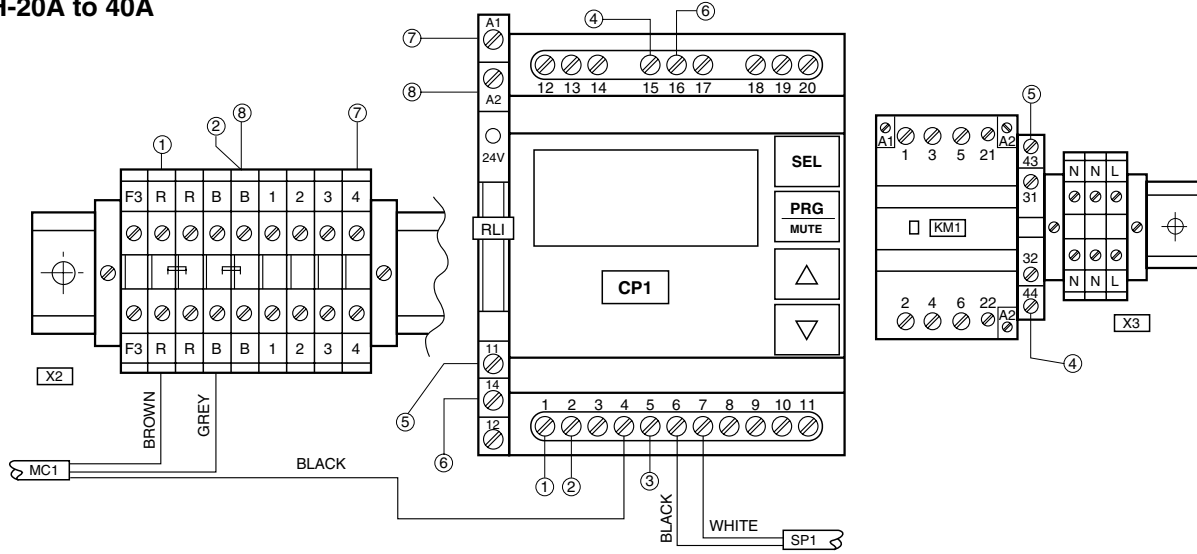 H-20A to 40A
A1
7
4
6
A2
8
12 13 14 15 16 17 18 19 20
24V
SEL
PRG
MUTE
RLI
CP1
1
2
8
7
F3 R R B B 1 2 3 4
F3 R R B B 1 2 3 4
X2
BROWN
GREY
MC1
BLACK
11
14
12
5
6
1 2 3 4 5 6 7 8 9 10 11
1
2
3
BLACK
WHITE
SP1
A1
1 3 5 21
A2
5
43
31
KM1
32
44
2 4 6 22
A2
4
N N L
N N L
X3